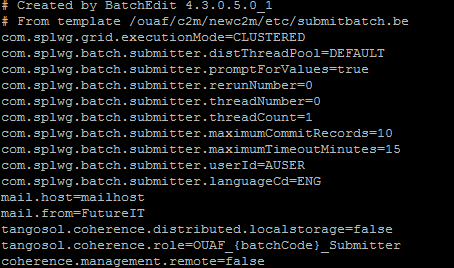 # Created by BatchEdit 4.3.0.5.0_1
# From template /ouaf/c2m/newc2m/etc/submitbatch.be
com.splwg.grid.executionMode=CLUSTERED
com.splwg.batch.submitter.distThreadPool=DEFAULT
com.splwg.batch.submitter.promptForValues=true
com.splwg.batch.submitter.rerunNumber=0
com.splwg.batch.submitter.threadNumber=0
com.splwg.batch.submitter.threadCount=1
com.splwg.batch.submitter.maximumCommitRecords=10
com.splwg.batch.submitter.maximumTimeoutMinutes=15
com.splwg.batch.submitter.userId=AUSER
com.splwg.batch.submitter.languageCd=ENG
mail.host=mailhost
mail.from=FutureIT
tangosol.coherence.distributed.localstorage=false
tangosol.coherence.role=OUAF_{batchCode}_Submitter
coherence.management.remote=false